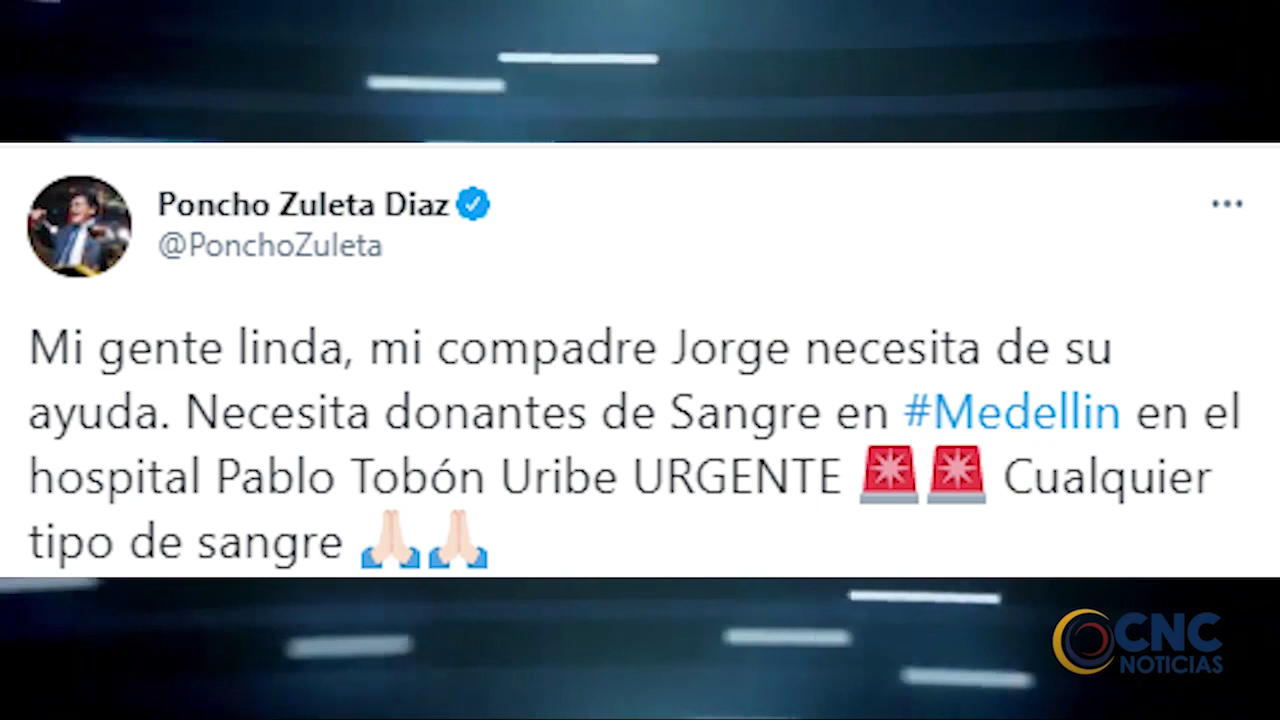 Poncho Zuleta Diaz
@PonchoZuleta
Mi gente linda, mi compadre Jorge necesita de su
ayuda. Necesita donantes de Sangre en #Medellin en el
hospital Pablo Tobón Uribe URGENTE 🚨🚨 Cualquier
tipo de sangre 🙏🏻🙏🏻
CNC
NOTICIAS